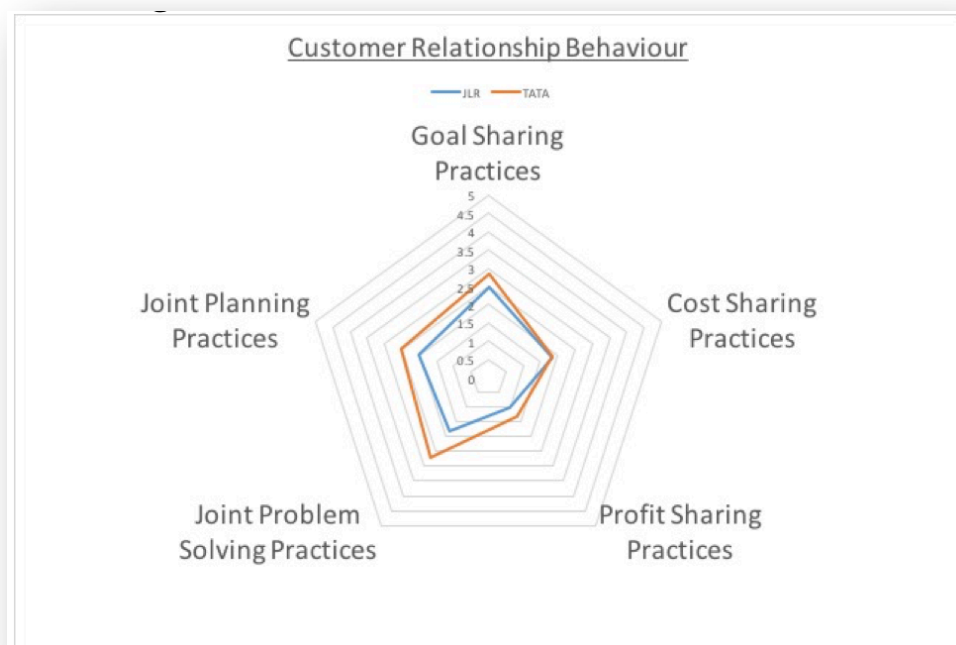 Customer Relationship Behaviour
JLR TATA
Goal Sharing
Practices
5
4.5
4
3.5
3
2.5
2
1.5
1
0.5
0
Cost Sharing
Practices
Profit Sharing
Practices
Joint Problem
Solving Practices
Joint Planning
Practices